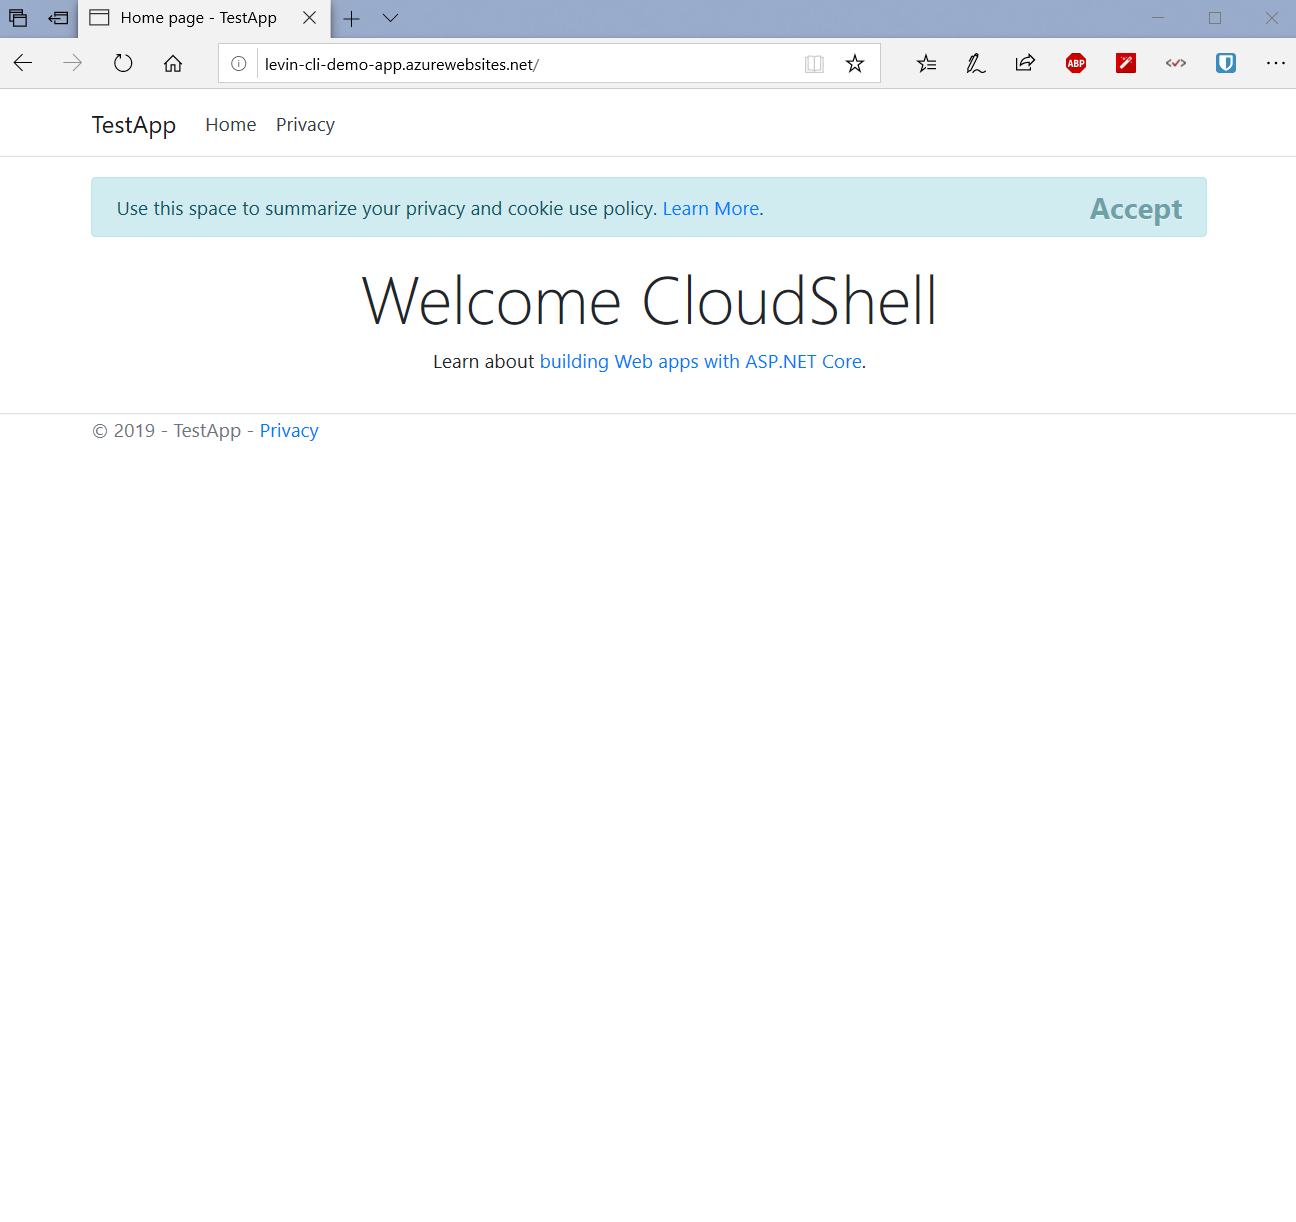 Home page - TestApp
levin-cli-demo-app.azurewebsites.net/
ABP
TestApp Home Privacy
Use this space to summarize your privacy and cookie use policy. Learn More. Accept
Welcome CloudShell
Learn about building Web apps with ASP.NET Core.
© 2019 - TestApp - Privacy